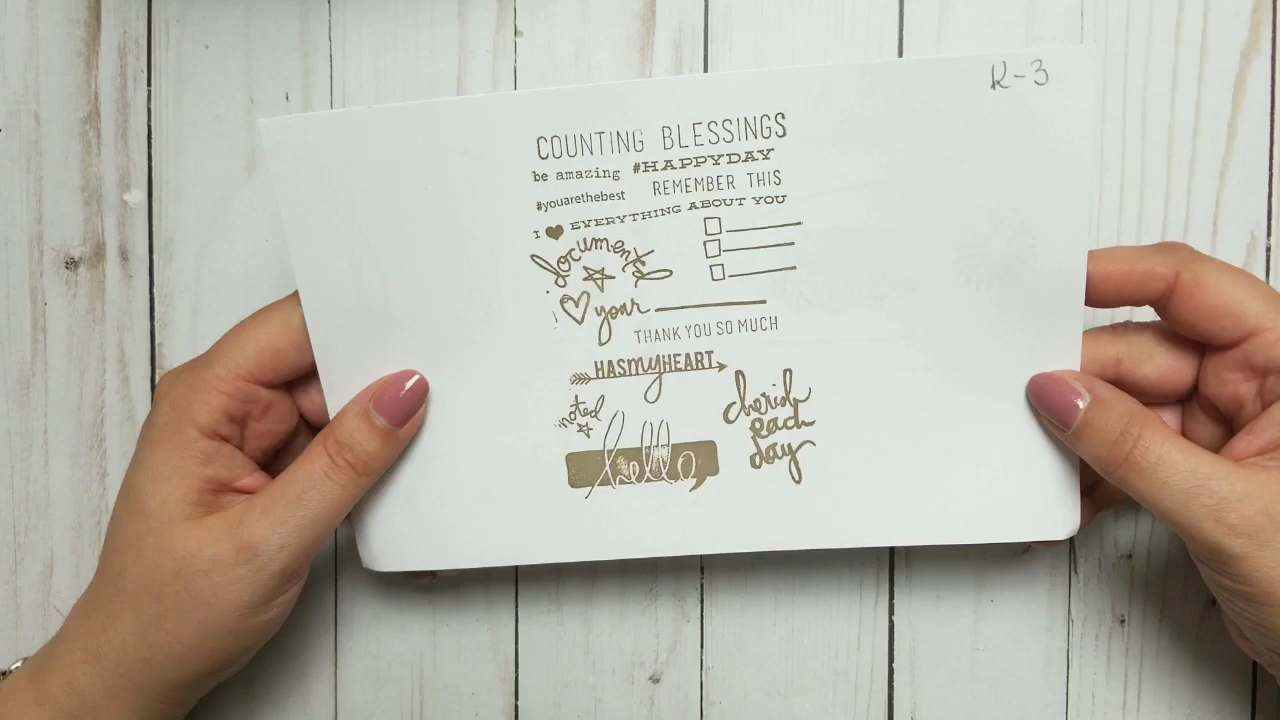 K-3
COUNTING BLESSINGS
be amazing #HAPPYDAY
#youarethebest REMEMBER THIS
I ♥ EVERYTHING ABOUT YOU
documented
♡ your
THANK YOU SO MUCH
HASmyHEART
noted
cherish
each
day
hello